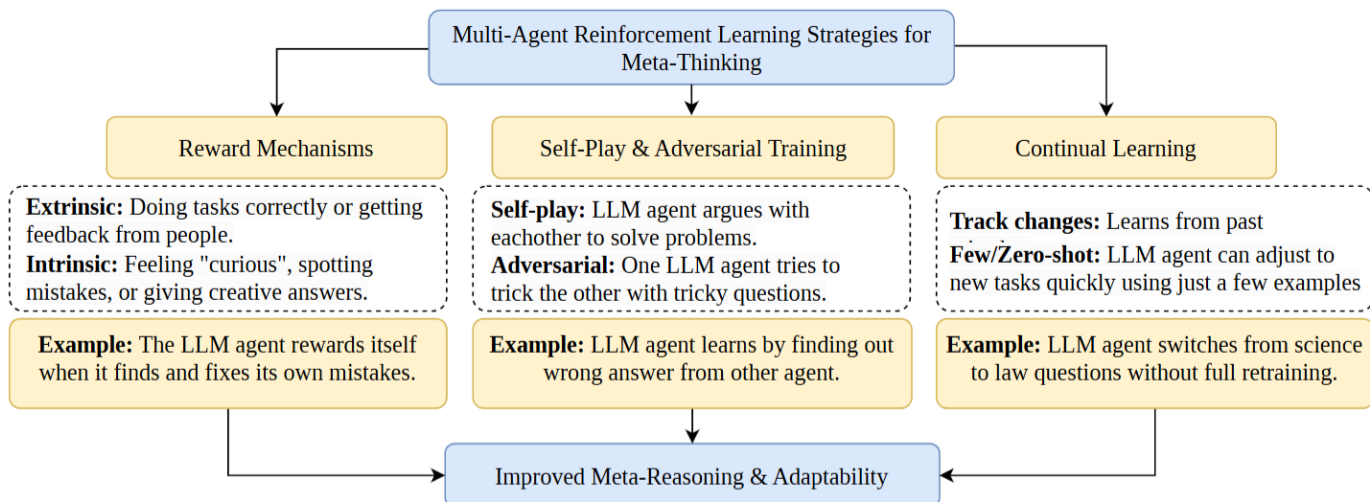 Multi-Agent Reinforcement Learning Strategies for
Meta-Thinking
Reward Mechanisms
Extrinsic: Doing tasks correctly or getting
feedback from people.
Intrinsic: Feeling "curious", spotting
mistakes, or giving creative answers.
Example: The LLM agent rewards itself
when it finds and fixes its own mistakes.
Self-Play & Adversarial Training
Self-play: LLM agent argues with
eachother to solve problems.
Adversarial: One LLM agent tries to
trick the other with tricky questions.
Example: LLM agent learns by finding out
wrong answer from other agent.
Continual Learning
Track changes: Learns from past
Few/Zero-shot: LLM agent can adjust to
new tasks quickly using just a few examples
Example: LLM agent switches from science
to law questions without full retraining.
Improved Meta-Reasoning & Adaptability